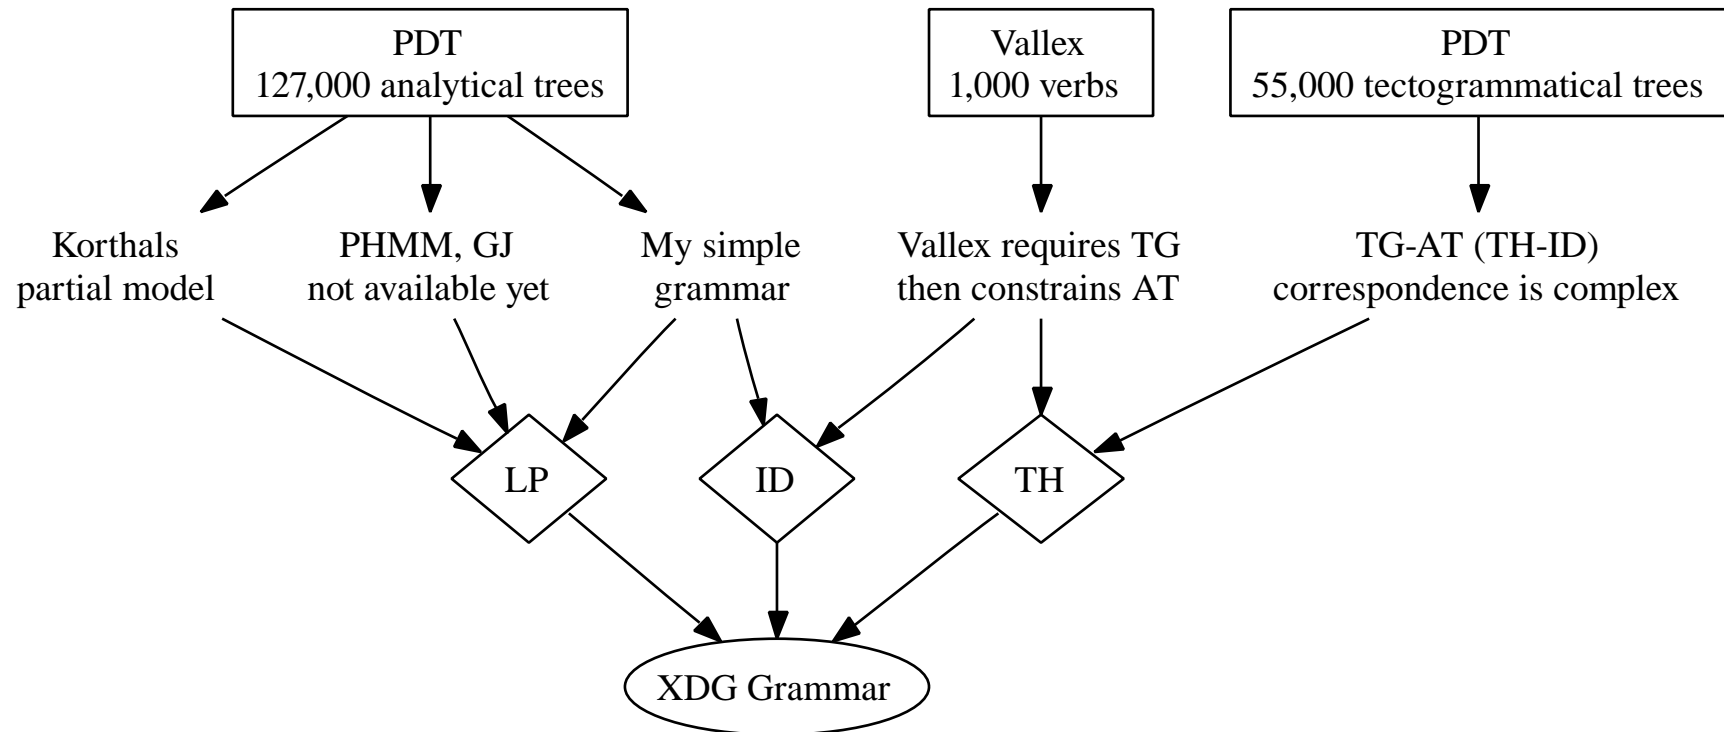 PDT
127,000 analytical trees
Vallex
1,000 verbs
PDT
55,000 tectogrammatical trees
Korthals
partial model
PHMM, GJ
not available yet
My simple
grammar
Vallex requires TG
then constrains AT
TG-AT (TH-ID)
correspondence is complex
LP
ID
TH
XDG Grammar